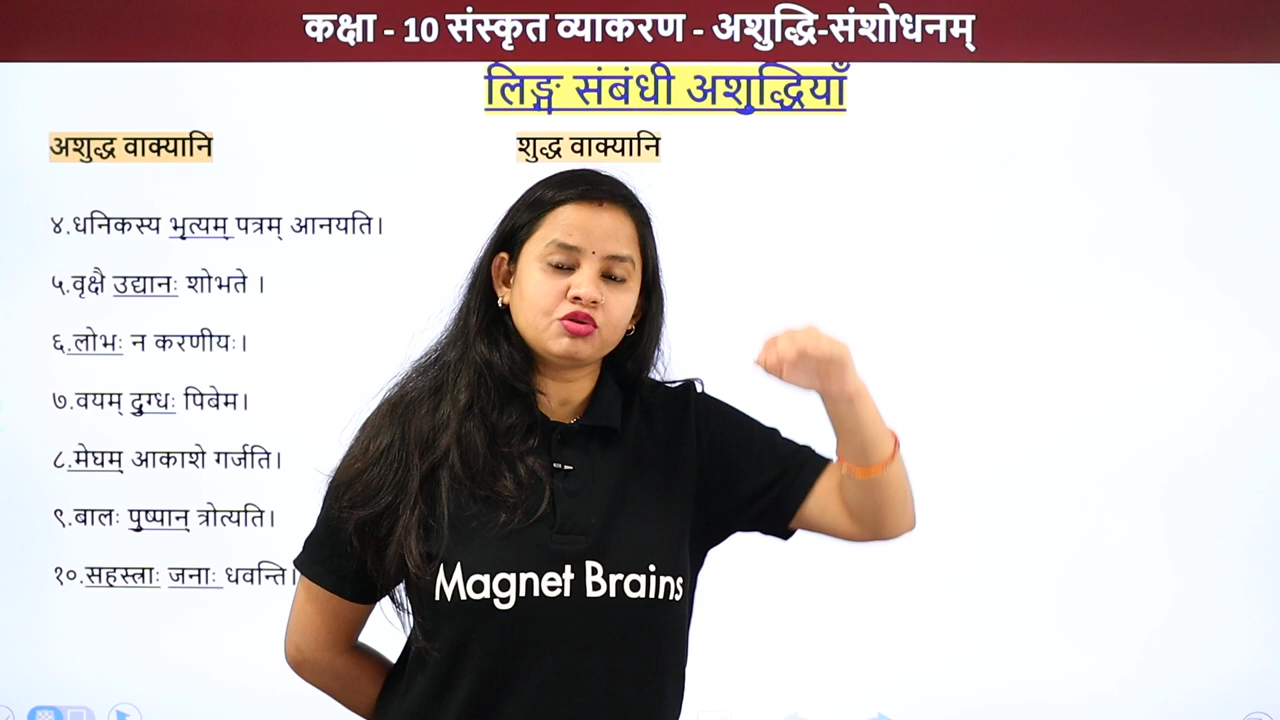 कक्षा - 10 संस्कृत व्याकरण - अशुद्धि-संशोधनम्
लिङ्ग संबंधी अशुद्धियाँ
अशुद्ध वाक्यानि
शुद्ध वाक्यानि
४.धनिकस्य भृत्यम् पत्रम् आनयति।
५.वृक्षै उद्यानः शोभते ।
६.लोभः न करणीयः।
७.वयम् दुग्धः पिबेम।
८.मेघम् आकाशे गर्जति।
९.बालः पुष्पान् त्रोत्यति।
१०.सहस्त्राः जनाः धवन्ति।
Magnet Brains